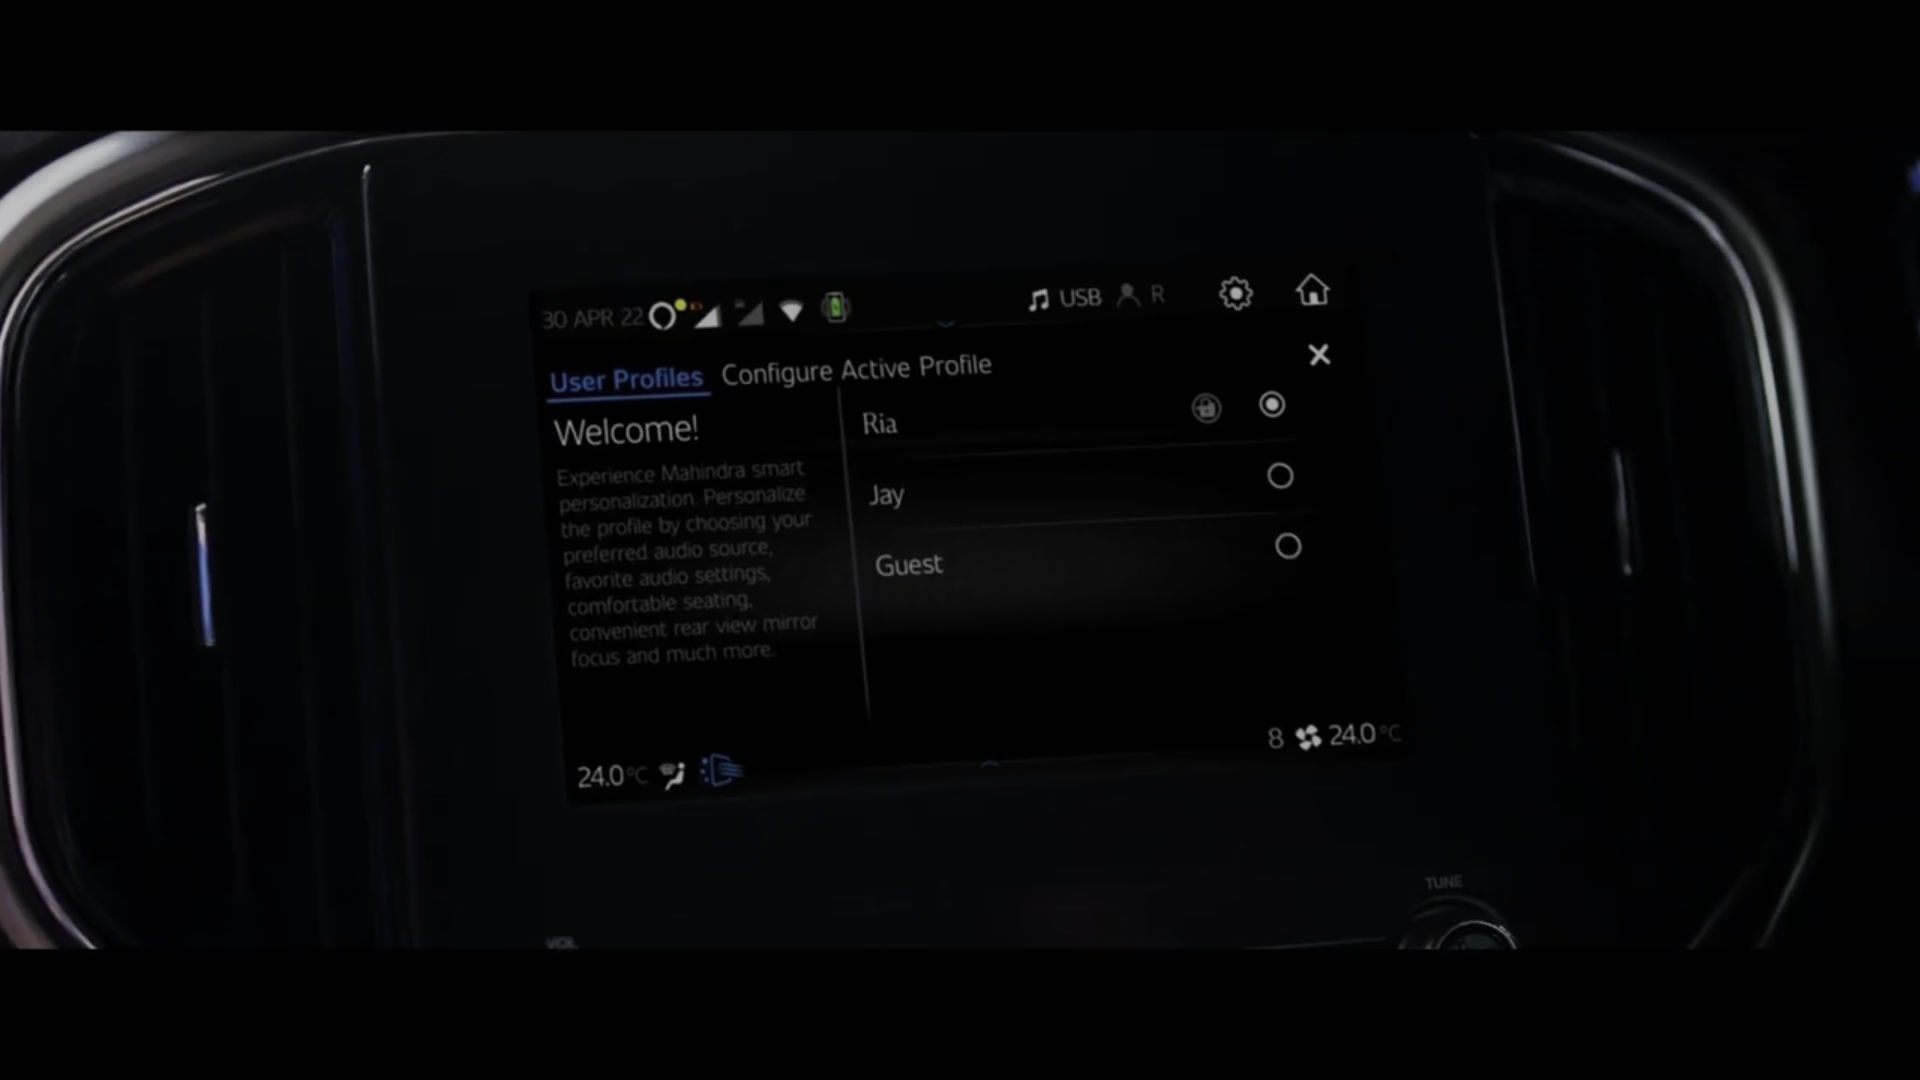 30 APR 22
USB R
User Profiles Configure Active Profile
Welcome!
Experience Mahindra smart
personalization. Personalize
the profile by choosing your
preferred audio source,
favorite audio settings,
comfortable seating,
convenient rear view mirror
focus and much more.
Ria
Jay
Guest
24.0°C
8 24.0°C
TUNE
VOL